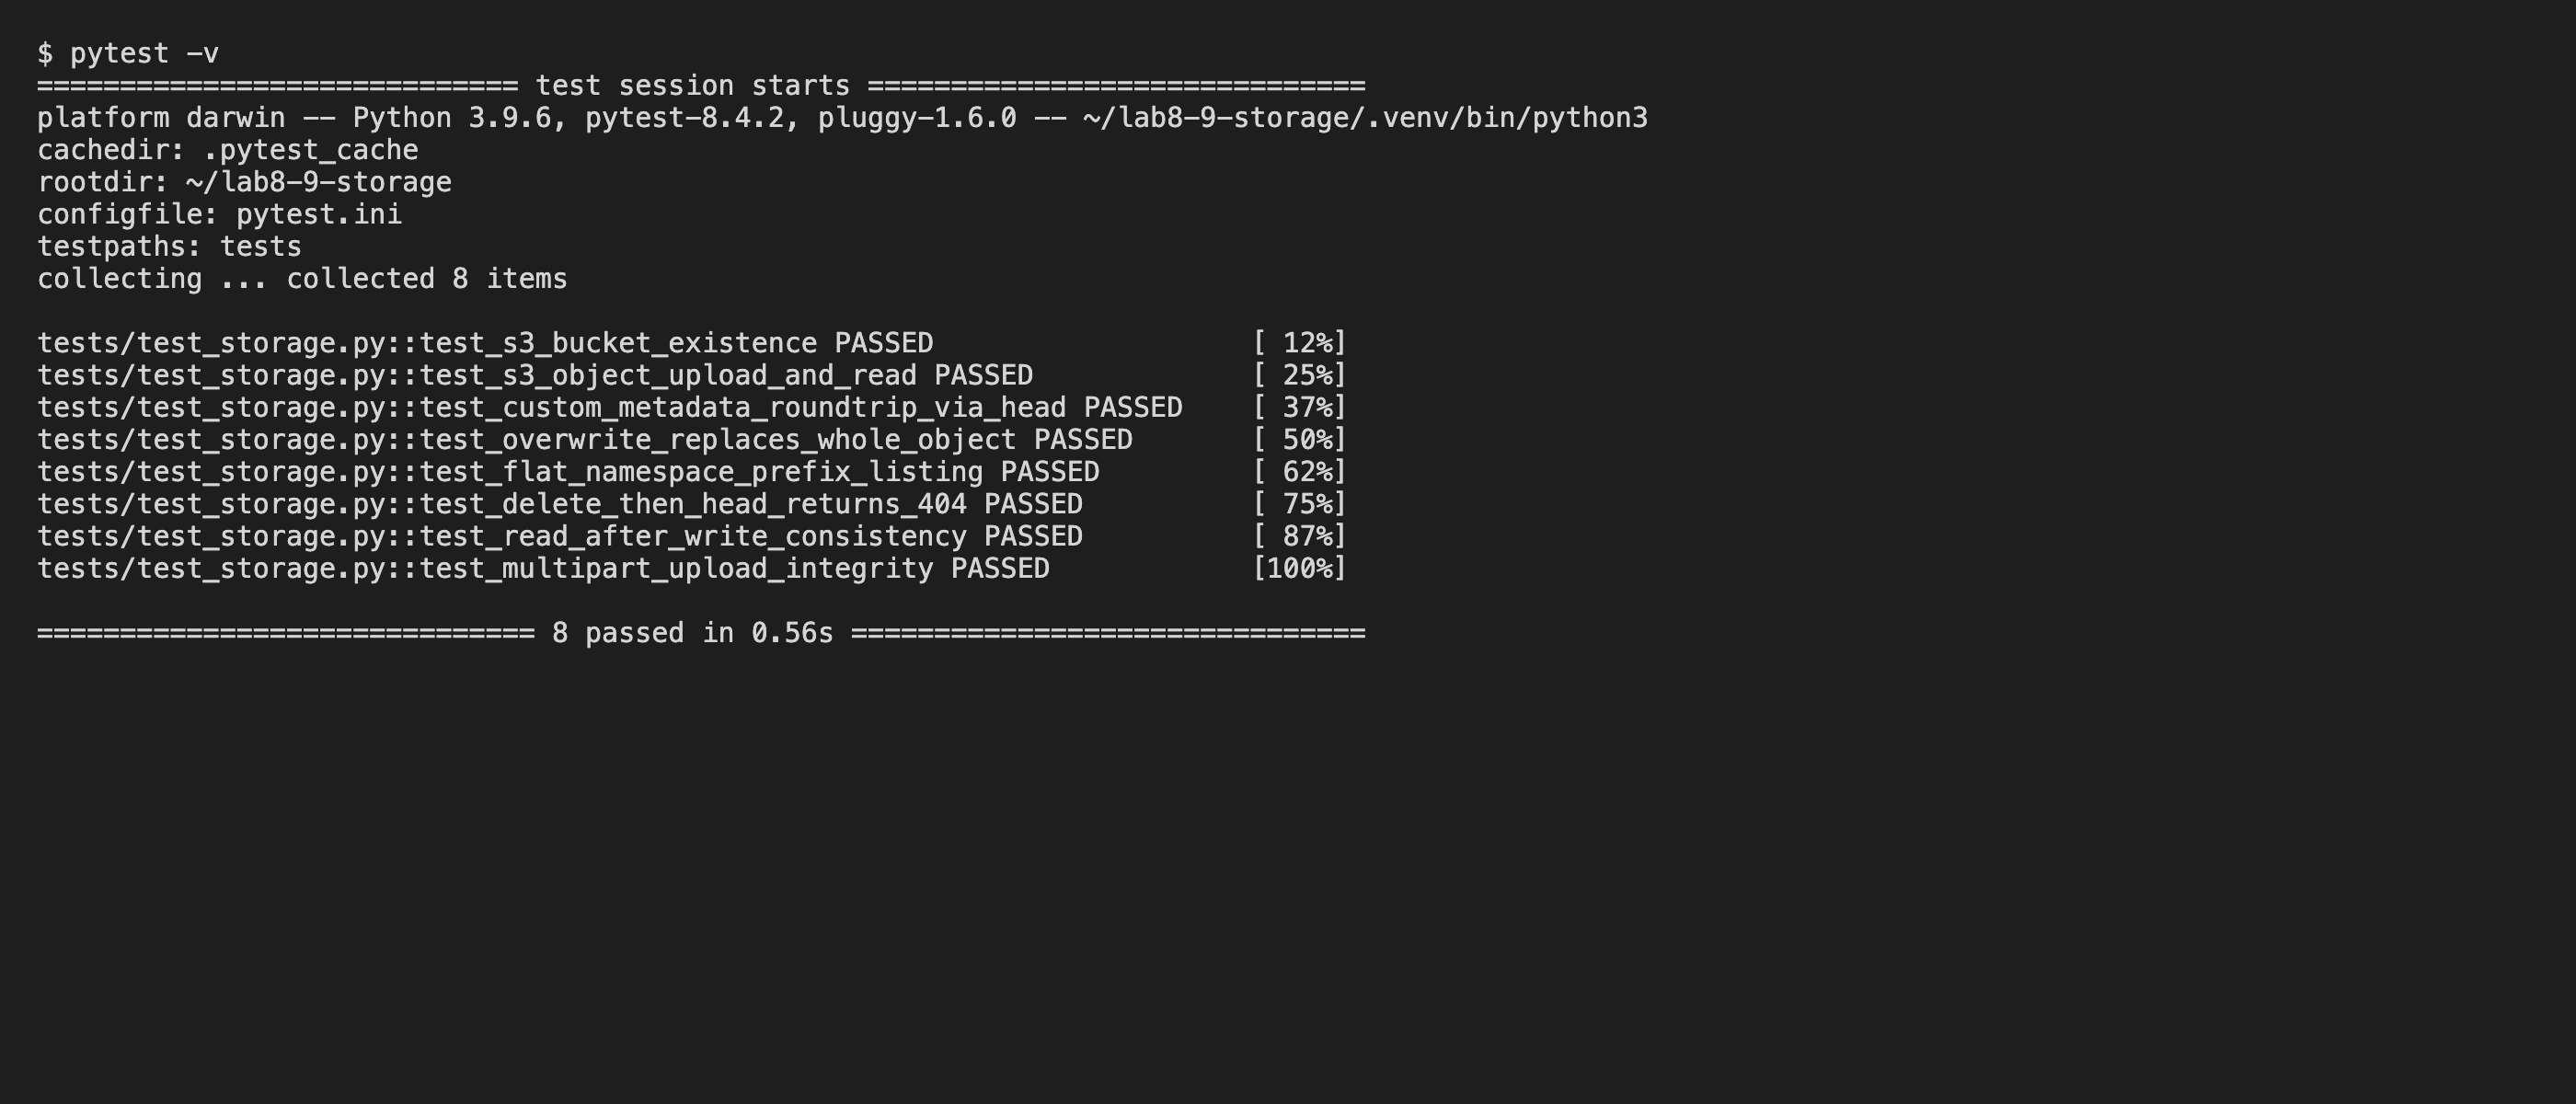 $ pytest -v
============================= test session starts ==============================
platform darwin -- Python 3.9.6, pytest-8.4.2, pluggy-1.6.0 -- ~/lab8-9-storage/.venv/bin/python3
cachedir: .pytest_cache
rootdir: ~/lab8-9-storage
configfile: pytest.ini
testpaths: tests
collecting ... collected 8 items

tests/test_storage.py::test_s3_bucket_existence PASSED                   [ 12%]
tests/test_storage.py::test_s3_object_upload_and_read PASSED             [ 25%]
tests/test_storage.py::test_custom_metadata_roundtrip_via_head PASSED    [ 37%]
tests/test_storage.py::test_overwrite_replaces_whole_object PASSED       [ 50%]
tests/test_storage.py::test_flat_namespace_prefix_listing PASSED         [ 62%]
tests/test_storage.py::test_delete_then_head_returns_404 PASSED          [ 75%]
tests/test_storage.py::test_read_after_write_consistency PASSED          [ 87%]
tests/test_storage.py::test_multipart_upload_integrity PASSED            [100%]

============================== 8 passed in 0.56s ===============================